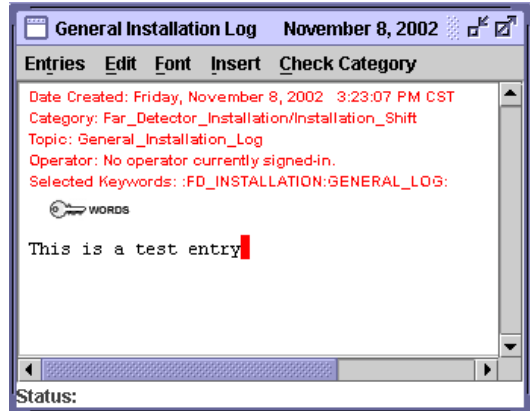 General Installation Log November 8, 2002
Entries Edit Font Insert Check Category
Date Created: Friday, November 8, 2002 3:23:07 PM CST
Category: Far_Detector_Installation/Installation_Shift
Topic: General_Installation_Log
Operator: No operator currently signed-in.
Selected Keywords: :FD_INSTALLATION:GENERAL_LOG:
WORDS
This is a test entry
Status: